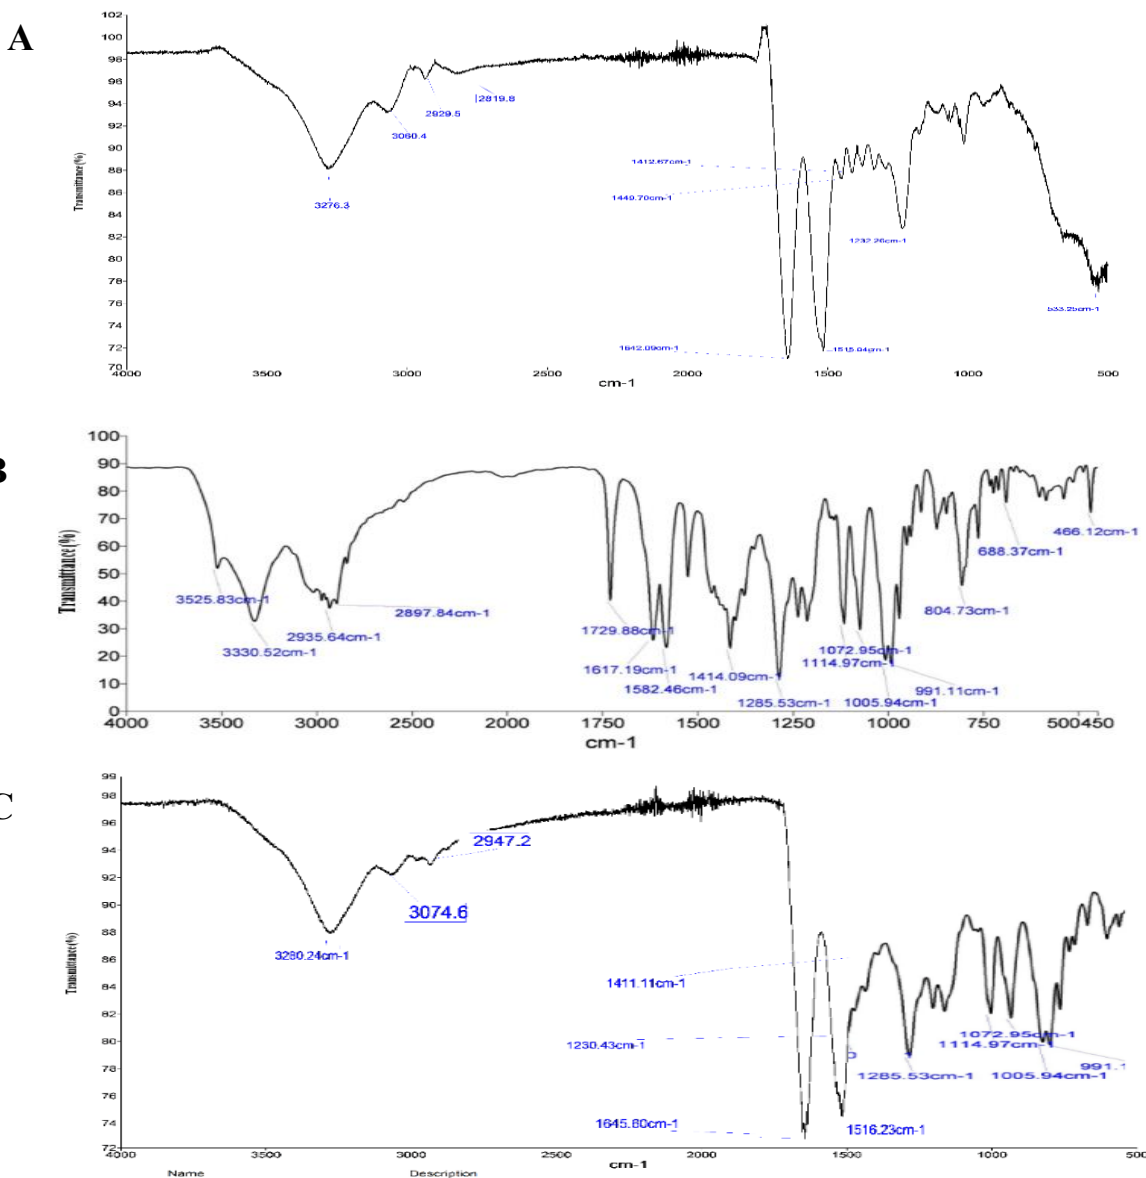 A
102
98
96
94
92
90
88
86
84
82
80
78
76
74
72
70
Transmittance(%)
2819.8
2929.5
3060.4
3276.3
1412.67cm-1
1449.70cm-1
1232.26cm-1
533.25cm-1
1642.09cm-1
1515.04cm-1
4000 3500 3000 2500 2000 1500 1000 500
cm-1
100
90
80
70
60
50
40
30
20
10
0
Transmittance(%)
3525.83cm-1
3330.52cm-1
2935.64cm-1
2897.84cm-1
1729.88cm-1
1617.19cm-1
1582.46cm-1
1414.09cm-1
1285.53cm-1
1072.95cm-1
1114.97cm-1
1005.94cm-1
991.11cm-1
804.73cm-1
688.37cm-1
466.12cm-1
4000 3500 3000 2500 2000 1750 1500 1250 1000 750 500 450
cm-1
C
98
96
94
92
90
88
86
84
82
80
78
76
74
72
Transmittance(%)
2947.2
3074.6
3280.24cm-1
1411.11cm-1
1230.43cm-1
1645.80cm-1
1516.23cm-1
1285.53cm-1
1072.95cm-1
1114.97cm-1
1005.94cm-1
991.1
4000 3500 3000 2500 2000 1500 1000 500
cm-1
Name Description